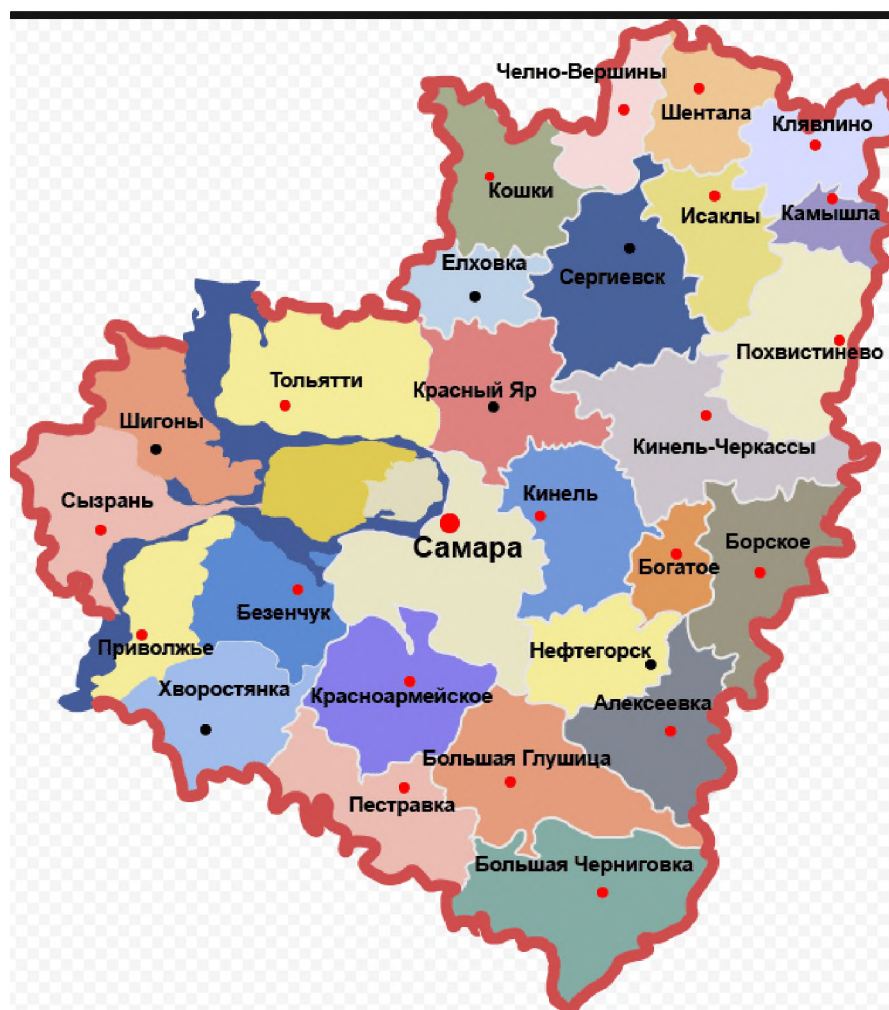 Челно-Вершины
Шентала
Клявлино
Кошки
Исаклы
Камышла
Елховка
Сергиевск
Похвистинево
Тольятти
Красный Яр
Шигоны
Кинель-Черкассы
Сызрань
Кинель
Самара
Борское
Богатое
Безенчук
Приволжье
Нефтегорск
Хворостянка
Красноармейское
Алексеевка
Большая Глушица
Пестравка
Большая Черниговка